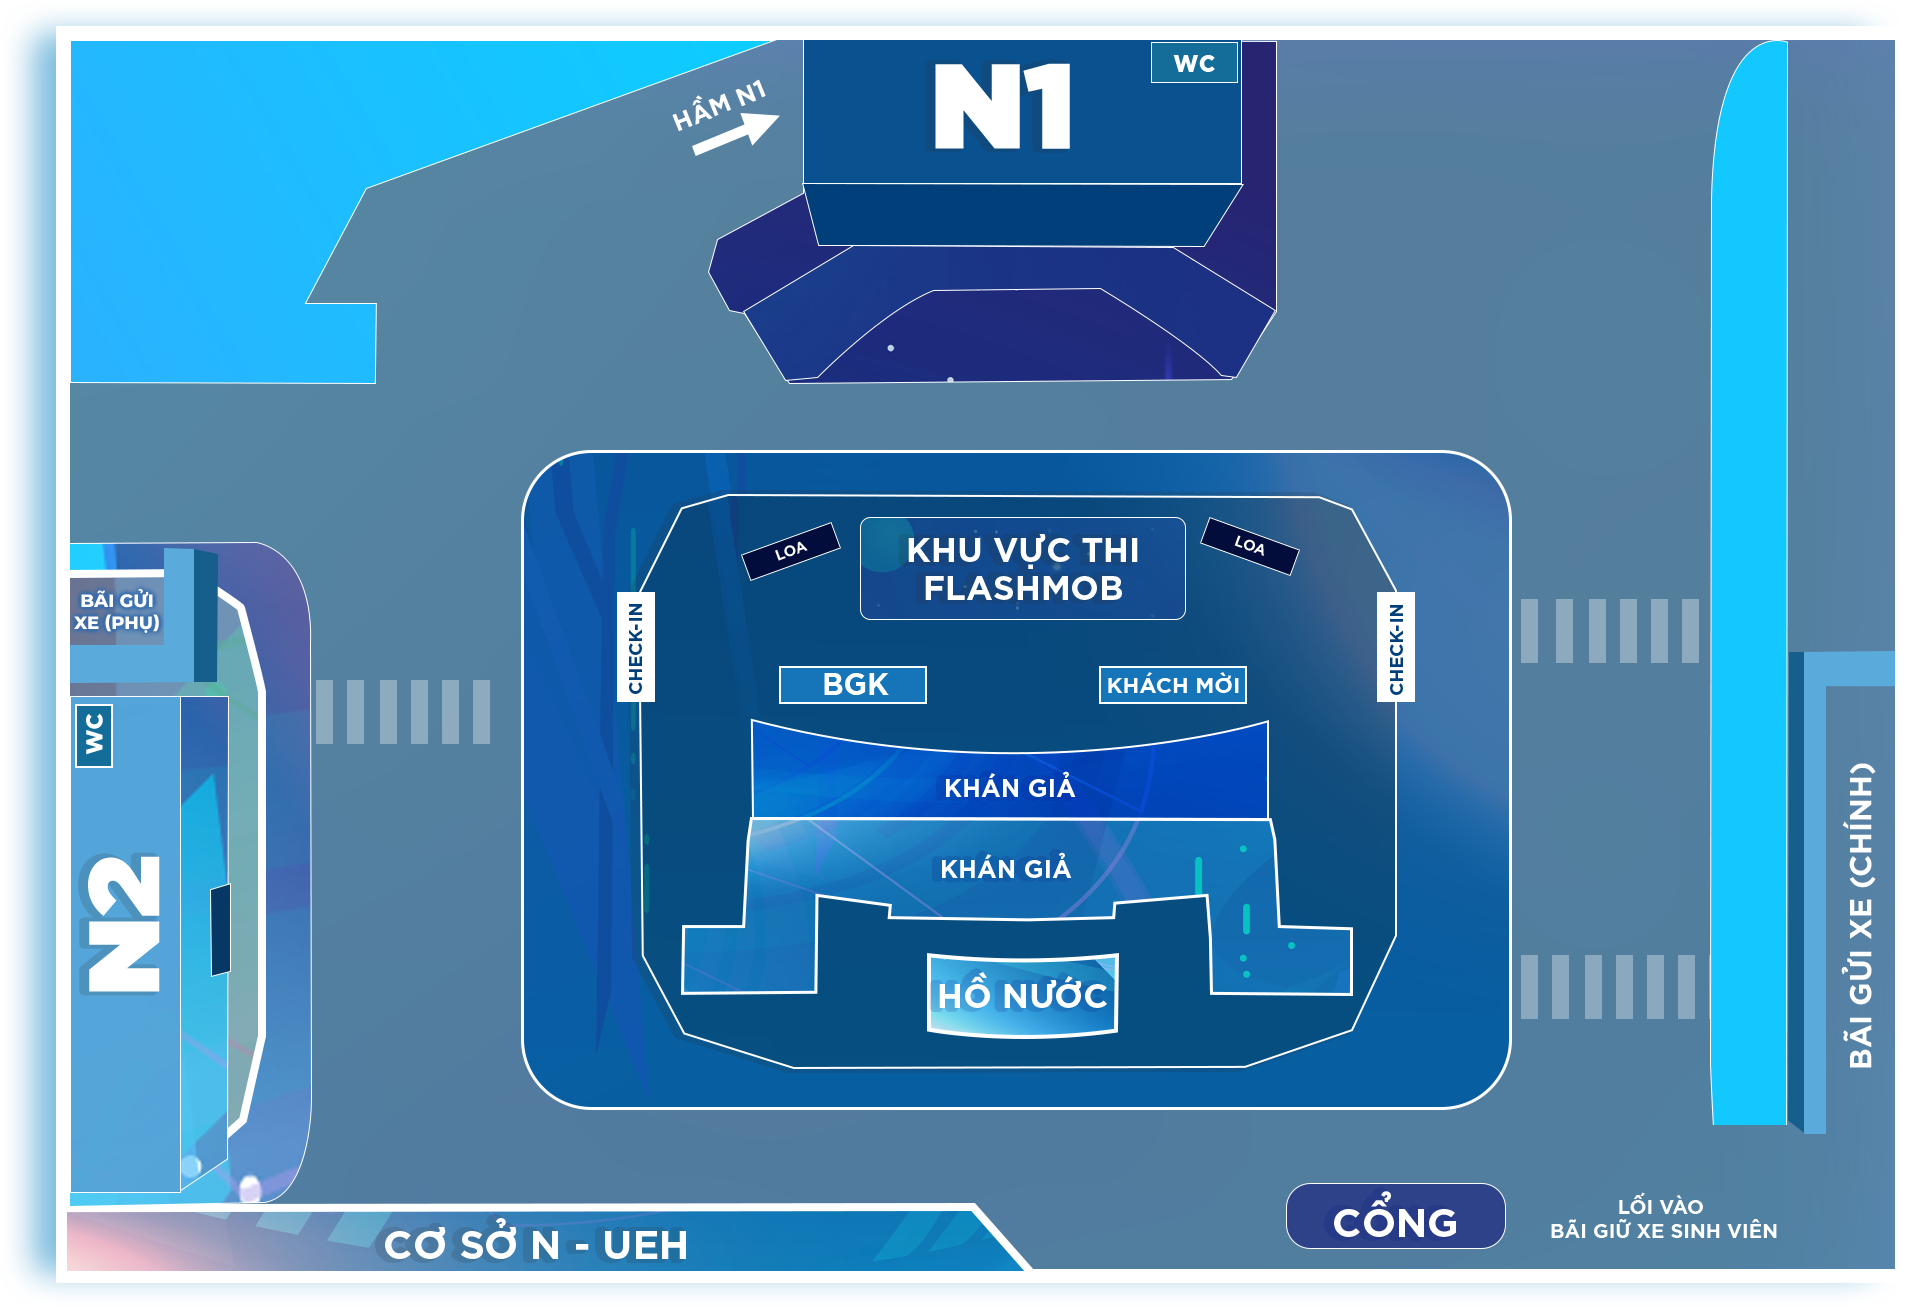 HẦM N1
N1
WC
KHU VỰC THI
FLASHMOB
LOA
LOA
CHECK-IN
CHECK-IN
BÃI GỬI
XE (PHỤ)
BGK
KHÁCH MỜI
WC
KHÁN GIẢ
KHÁN GIẢ
N2
HỒ NƯỚC
BÃI GỬI XE (CHÍNH)
CƠ SỞ N - UEH
CỔNG
LỐI VÀO
BÃI GIỮ XE SINH VIÊN